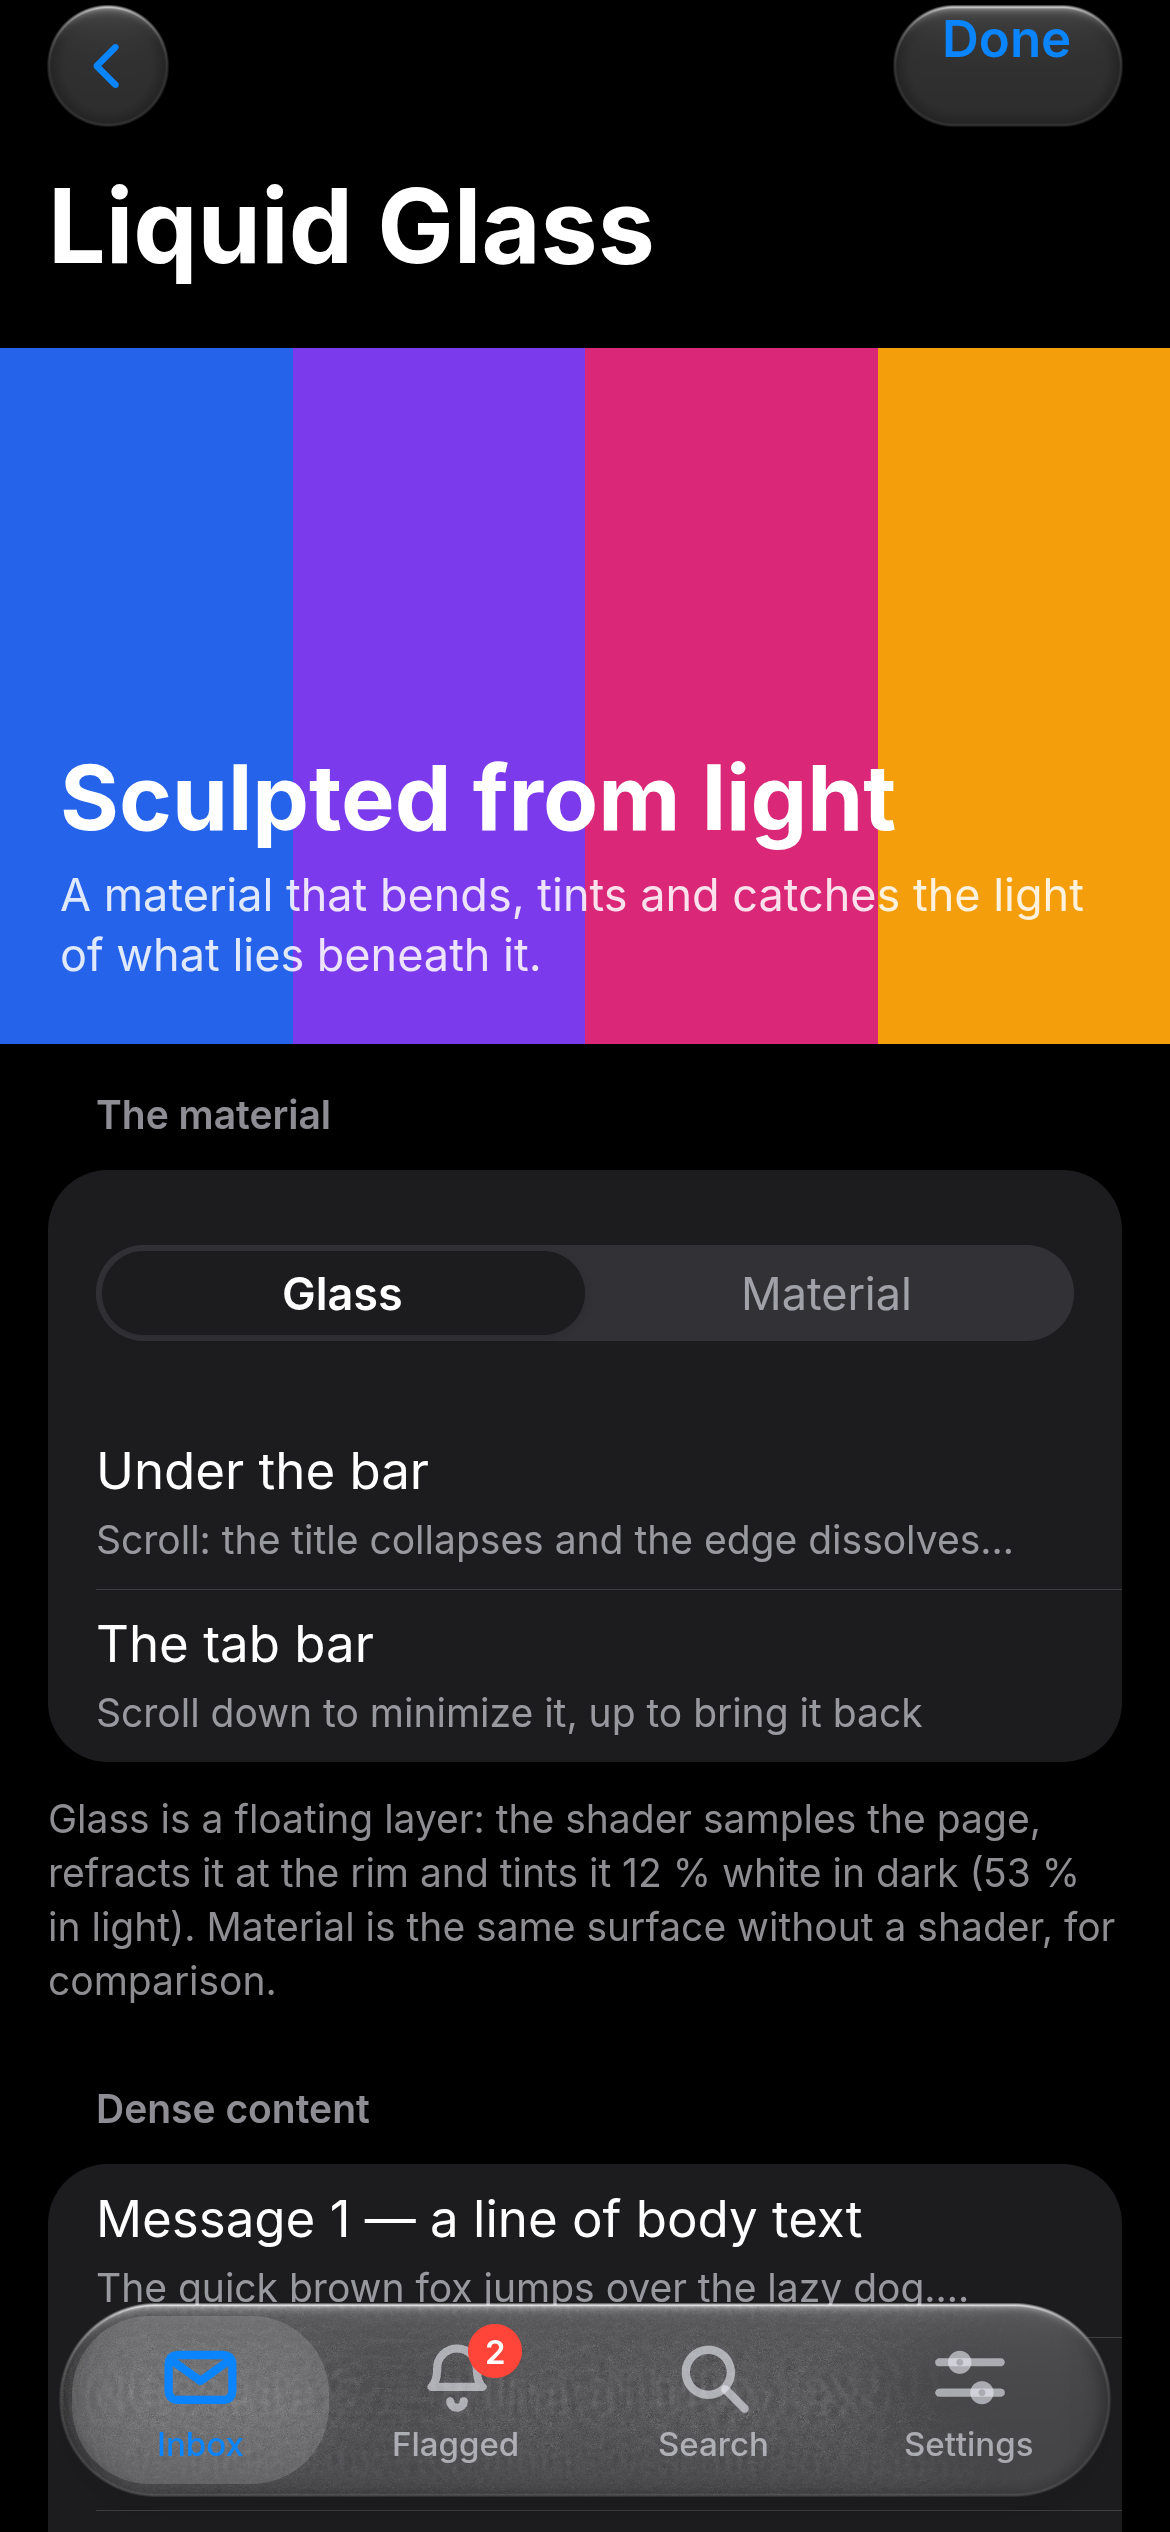 Done
Liquid Glass
Sculpted from light
A material that bends, tints and catches the light
of what lies beneath it.
The material
Glass
Material
Under the bar
Scroll: the title collapses and the edge dissolves...
The tab bar
Scroll down to minimize it, up to bring it back
Glass is a floating layer: the shader samples the page,
refracts it at the rim and tints it 12 % white in dark (53 %
in light). Material is the same surface without a shader, for
comparison.
Dense content
Message 1 — a line of body text
The quick brown fox jumps over the lazy dog....
2
Inbox
Flagged
Search
Settings